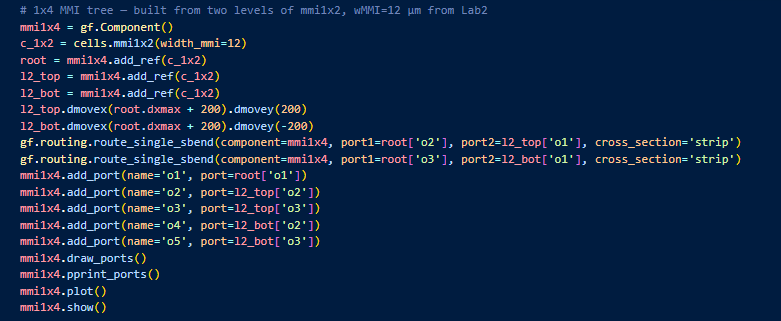 # 1x4 MMI tree — built from two levels of mmi1x2, wMMI=12 μm from Lab2
mmi1x4 = gf.Component()
c_1x2 = cells.mmi1x2(width_mmi=12)
root = mmi1x4.add_ref(c_1x2)
l2_top = mmi1x4.add_ref(c_1x2)
l2_bot = mmi1x4.add_ref(c_1x2)
l2_top.dmovex(root.dxmax + 200).dmovey(200)
l2_bot.dmovex(root.dxmax + 200).dmovey(-200)
gf.routing.route_single_sbend(component=mmi1x4, port1=root['o2'], port2=l2_top['o1'], cross_section='strip')
gf.routing.route_single_sbend(component=mmi1x4, port1=root['o3'], port2=l2_bot['o1'], cross_section='strip')
mmi1x4.add_port(name='o1', port=root['o1'])
mmi1x4.add_port(name='o2', port=l2_top['o2'])
mmi1x4.add_port(name='o3', port=l2_top['o3'])
mmi1x4.add_port(name='o4', port=l2_bot['o2'])
mmi1x4.add_port(name='o5', port=l2_bot['o3'])
mmi1x4.draw_ports()
mmi1x4.pprint_ports()
mmi1x4.plot()
mmi1x4.show()